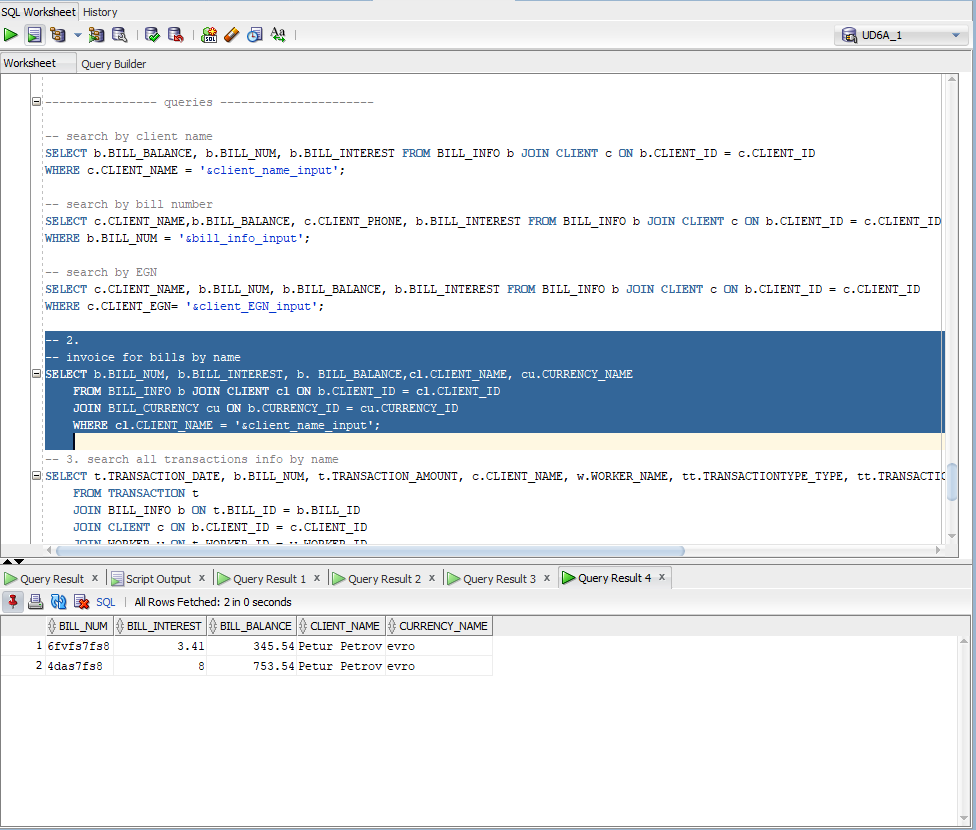 SQL Worksheet History
UD6A_1
Worksheet Query Builder
---------------- queries ----------------------
-- search by client name
SELECT b.BILL_BALANCE, b.BILL_NUM, b.BILL_INTEREST FROM BILL_INFO b JOIN CLIENT c ON b.CLIENT_ID = c.CLIENT_ID
WHERE c.CLIENT_NAME = '&client_name_input';
-- search by bill number
SELECT c.CLIENT_NAME,b.BILL_BALANCE, c.CLIENT_PHONE, b.BILL_INTEREST FROM BILL_INFO b JOIN CLIENT c ON b.CLIENT_ID = c.CLIENT_ID
WHERE b.BILL_NUM = '&bill_info_input';
-- search by EGN
SELECT c.CLIENT_NAME, b.BILL_NUM, b.BILL_BALANCE, b.BILL_INTEREST FROM BILL_INFO b JOIN CLIENT c ON b.CLIENT_ID = c.CLIENT_ID
WHERE c.CLIENT_EGN= '&client_EGN_input';
-- 2.
-- invoice for bills by name
SELECT b.BILL_NUM, b.BILL_INTEREST, b. BILL_BALANCE,cl.CLIENT_NAME, cu.CURRENCY_NAME
FROM BILL_INFO b JOIN CLIENT cl ON b.CLIENT_ID = cl.CLIENT_ID
JOIN BILL_CURRENCY cu ON b.CURRENCY_ID = cu.CURRENCY_ID
WHERE cl.CLIENT_NAME = '&client_name_input';
-- 3. search all transactions info by name
SELECT t.TRANSACTION_DATE, b.BILL_NUM, t.TRANSACTION_AMOUNT, c.CLIENT_NAME, w.WORKER_NAME, tt.TRANSACTIONTYPE_TYPE, tt.TRANSACTIO
FROM TRANSACTION t
JOIN BILL_INFO b ON t.BILL_ID = b.BILL_ID
JOIN CLIENT c ON b.CLIENT_ID = c.CLIENT_ID
JOIN WORKER w ON t.WORKER_ID = w.WORKER_ID
Query Result x Script Output x Query Result 1 x Query Result 2 x Query Result 3 x Query Result 4 x
SQL All Rows Fetched: 2 in 0 seconds
BILL_NUM BILL_INTEREST BILL_BALANCE CLIENT_NAME CURRENCY_NAME
1 6fvfs7fs8 3.41 345.54 Petur Petrov evro
2 4das7fs8 8 753.54 Petur Petrov evro